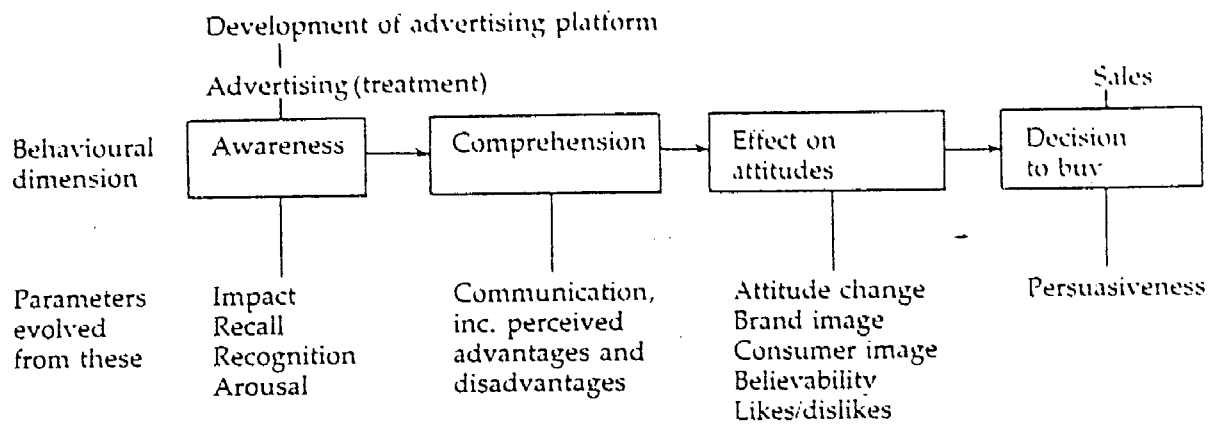 Development of advertising platform
Advertising (treatment)
Sales
Behavioural
dimension
Awareness
Comprehension
Effect on
attitudes
Decision
to buy
Parameters
evolved
from these
Impact
Recall
Recognition
Arousal
Communication,
inc. perceived
advantages and
disadvantages
Attitude change
Brand image
Consumer image
Believability
Likes/dislikes
Persuasiveness